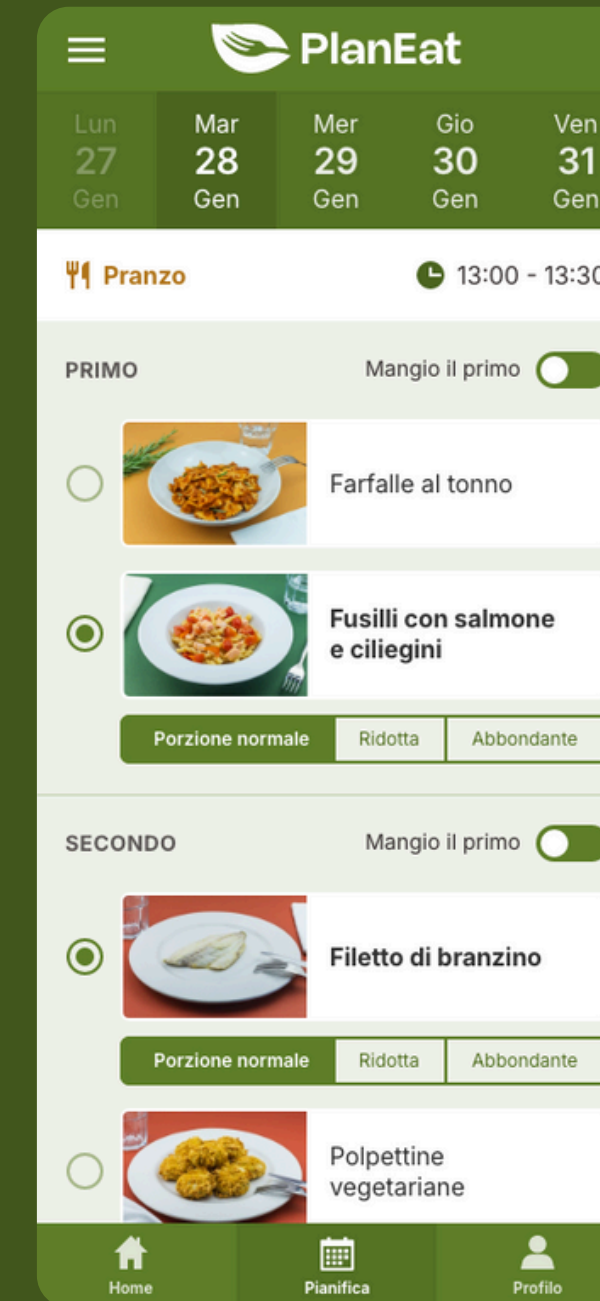 PlanEat
Lun Mar Mer Gio Ven
27 28 29 30 31
Gen Gen Gen Gen Gen
Pranzo 13:00 - 13:30
PRIMO Mangio il primo
Farfalle al tonno
Fusilli con salmone
e ciliegini
Porzione normale Ridotta Abbondante
SECONDO Mangio il primo
Filetto di branzino
Porzione normale Ridotta Abbondante
Polpettine
vegetariane
Home Pianifica Profilo